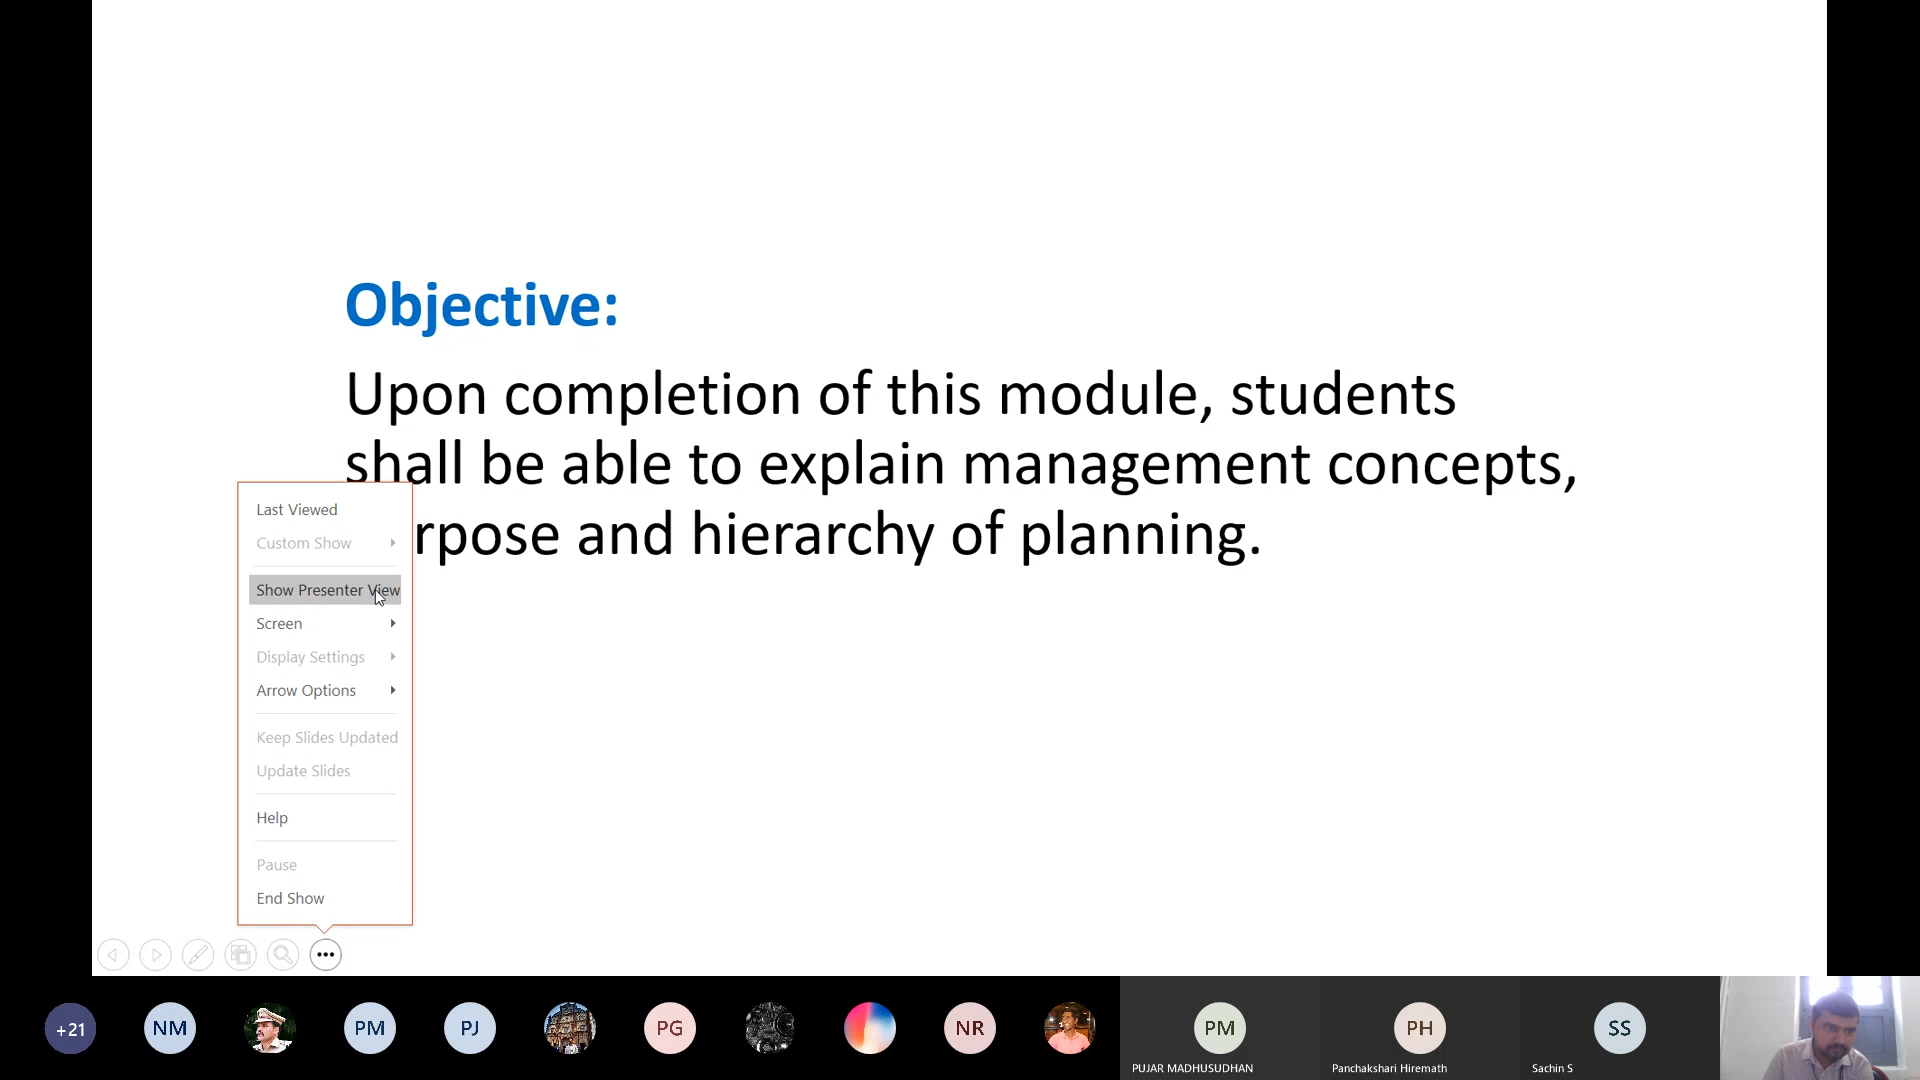 Objective:
Upon completion of this module, students
shall be able to explain management concepts,
rpose and hierarchy of planning.
Last Viewed
Custom Show
Show Presenter View
Screen
Display Settings
Arrow Options
Keep Slides Updated
Update Slides
Help
Pause
End Show
+21
NM
PM
PJ
PG
NR
PM
PH
SS
PUJAR MADHUSUDHAN
Panchakshari Hiremath
Sachin S